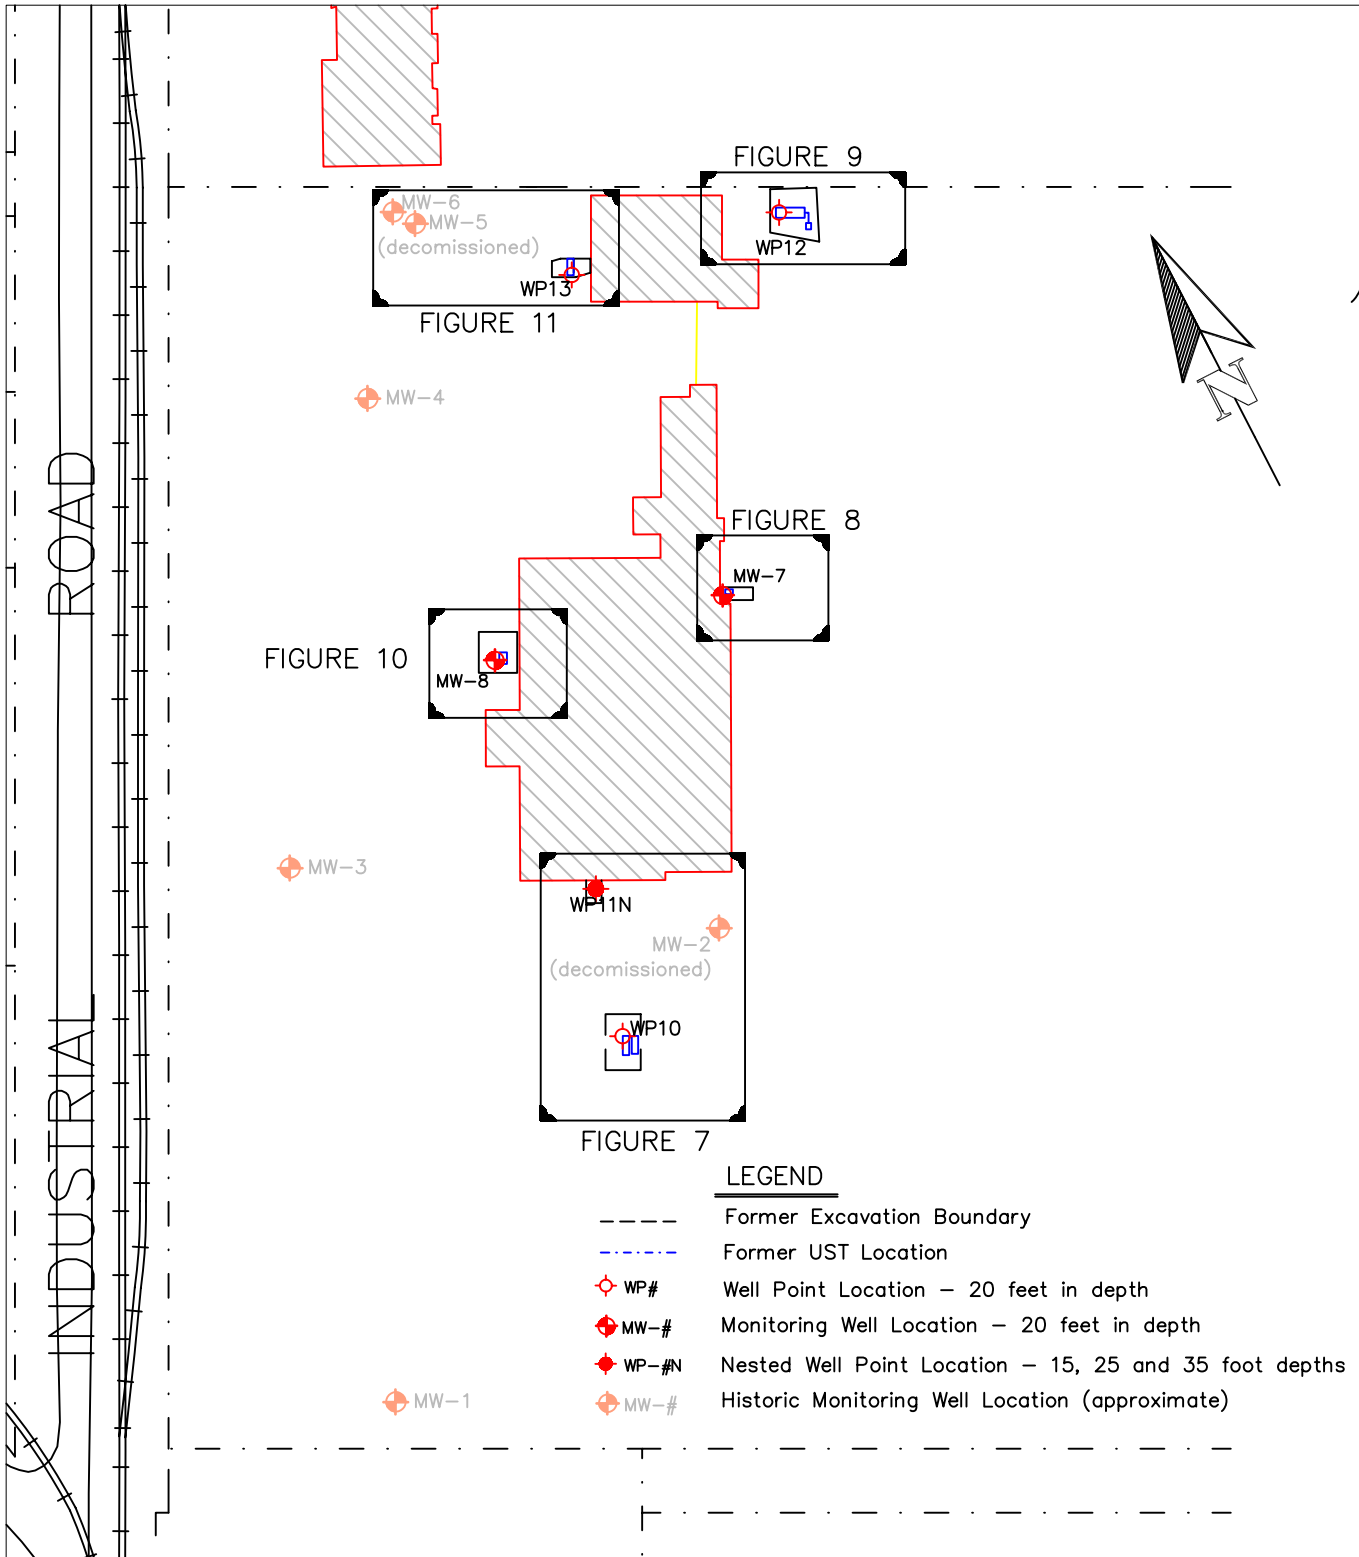 FIGURE 9
MW-6
MW-5
(decomissioned)
WP12
WP13
FIGURE 11
N
MW-4
ROAD
FIGURE 8
MW-7
FIGURE 10
MW-8
MW-3
WP11N
MW-2
(decomissioned)
WP10
INDUSTRIAL
FIGURE 7
LEGEND
Former Excavation Boundary
Former UST Location
WP# Well Point Location - 20 feet in depth
MW-# Monitoring Well Location - 20 feet in depth
WP-#N Nested Well Point Location - 15, 25 and 35 foot depths
MW-# Historic Monitoring Well Location (approximate)
MW-1